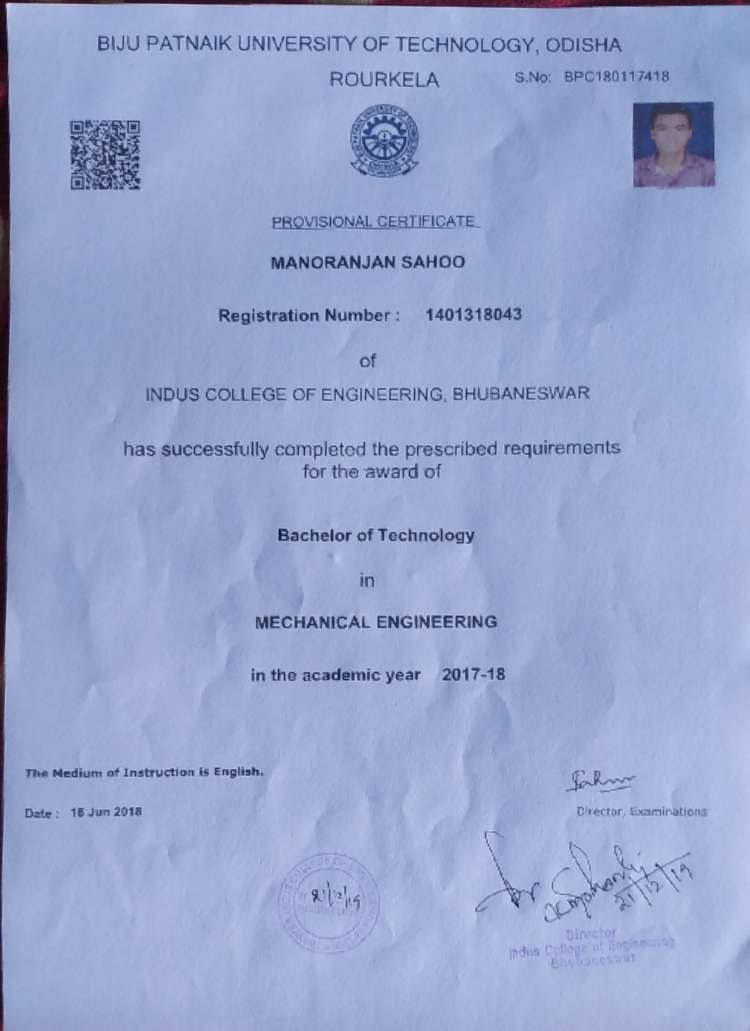 BIJU PATNAIK UNIVERSITY OF TECHNOLOGY, ODISHA
ROURKELA
S.No: BPC180117418
PROVISIONAL CERTIFICATE
MANORANJAN SAHOO
Registration Number : 1401318043
of
INDUS COLLEGE OF ENGINEERING, BHUBANESWAR
has successfully completed the prescribed requirements
for the award of
Bachelor of Technology
in
MECHANICAL ENGINEERING
in the academic year 2017-18
The Medium of Instruction is English.
Date : 18 Jun 2018
Director, Examinations
21/12/19
21/12/19
Director
Indus College of Engineering
Bhubaneswar